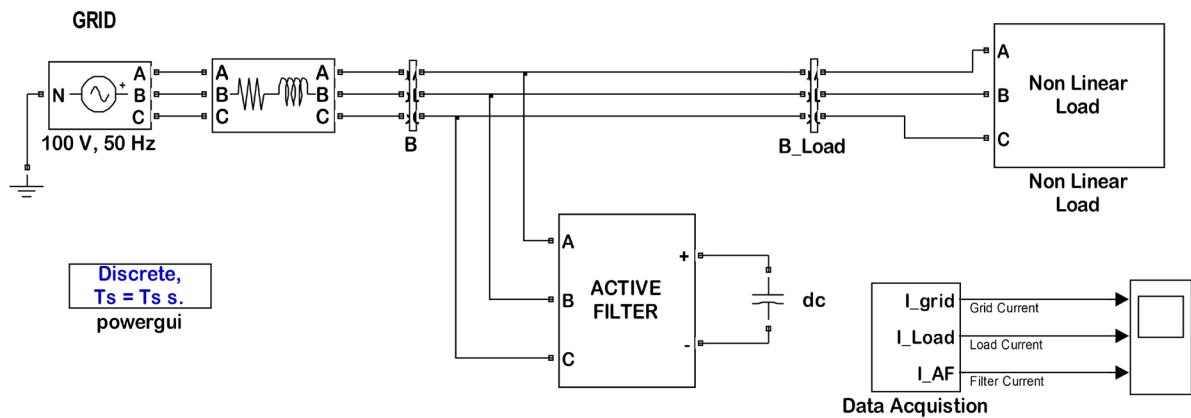 GRID
N
A
B
C
100 V, 50 Hz
A
B
C
A
B
C
B
B_Load
A
B
C
Non Linear
Load
Non Linear
Load
A
B
C
ACTIVE
FILTER
+
-
dc
Discrete,
Ts = Ts s.
powergui
I_grid
I_Load
I_AF
Grid Current
Load Current
Filter Current
Data Acquistion